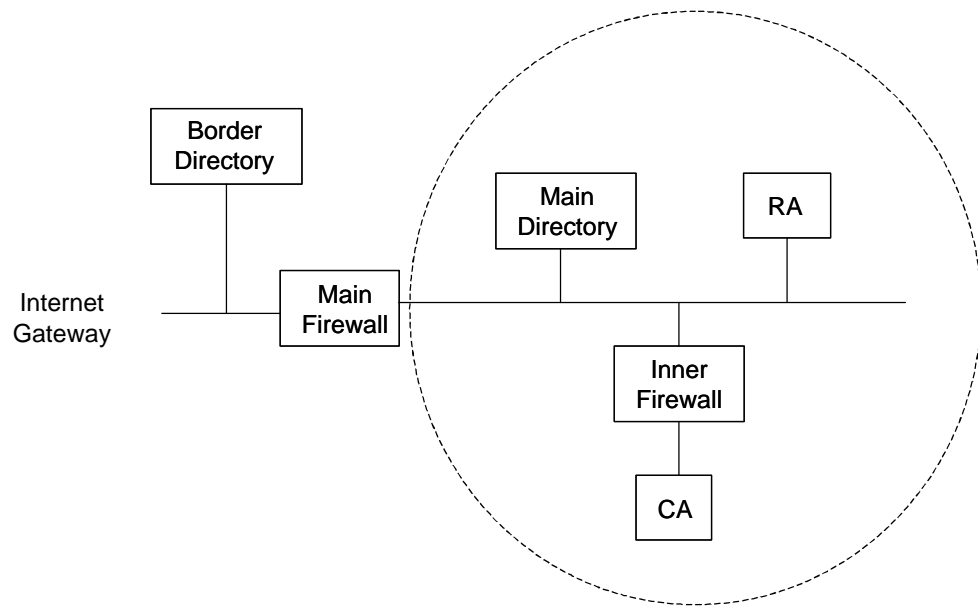 Border
Directory
Main
Directory
RA
Internet
Gateway
Main
Firewall
Inner
Firewall
CA